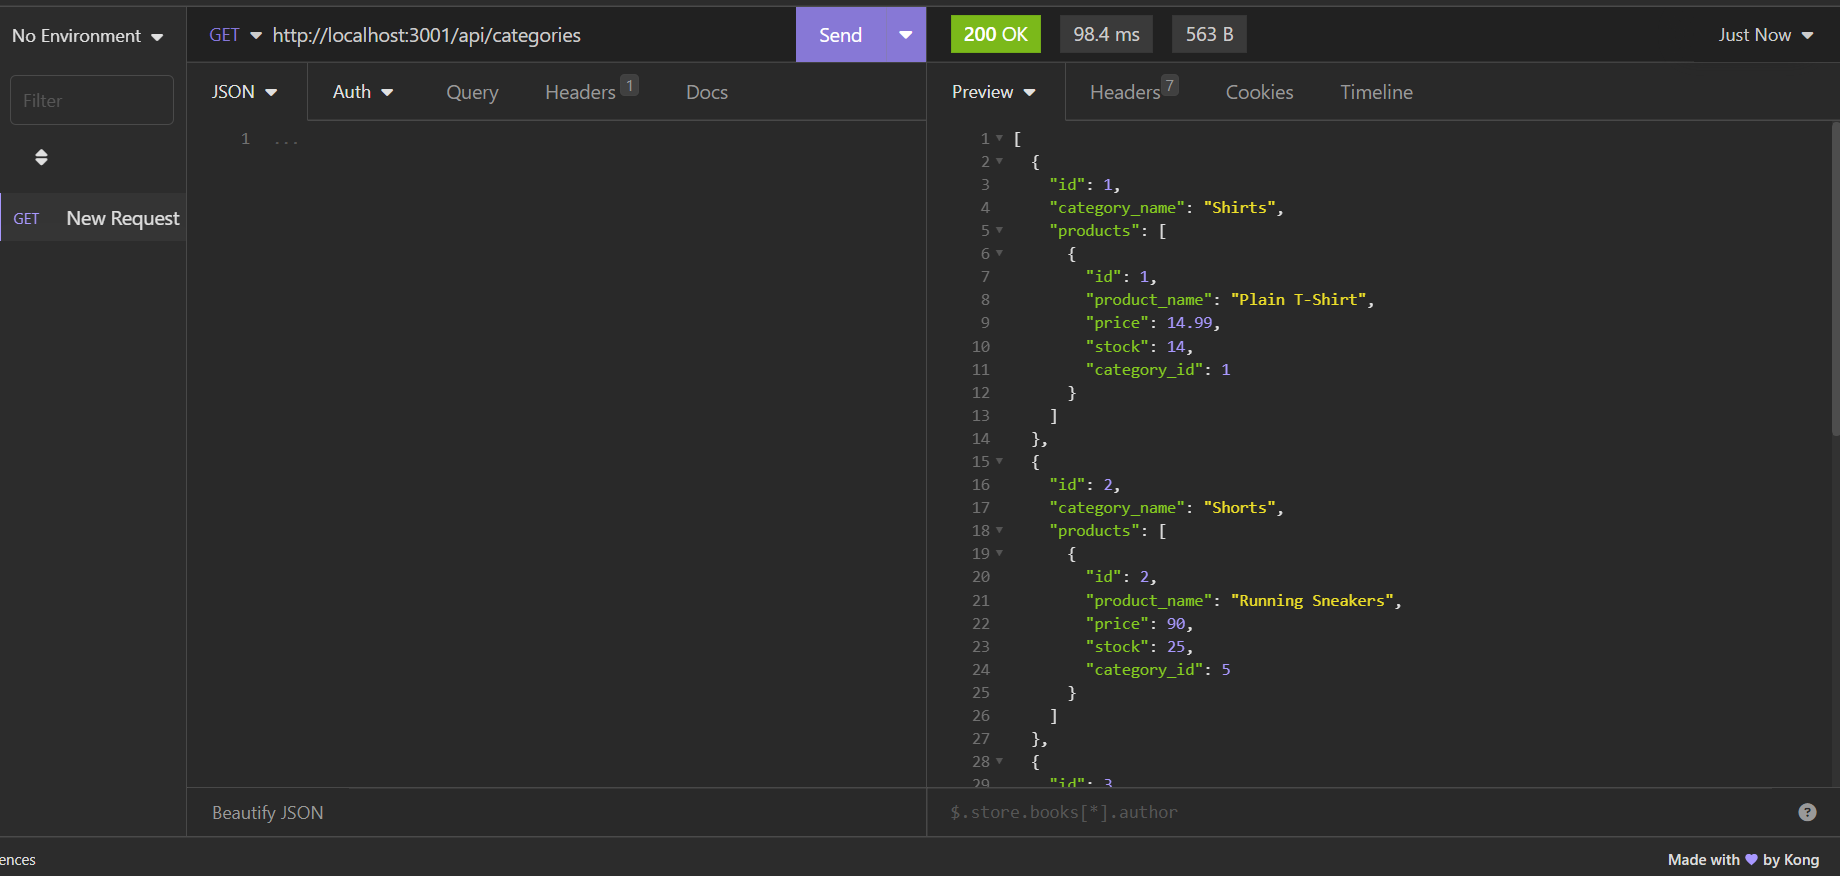 No Environment
GET http://localhost:3001/api/categories Send
200 OK 98.4 ms 563 B Just Now
Filter
JSON Auth Query Headers 1 Docs
Preview Headers 7 Cookies Timeline
GET New Request
1 ...
1 [
2 {
3 "id": 1,
4 "category_name": "Shirts",
5 "products": [
6 {
7 "id": 1,
8 "product_name": "Plain T-Shirt",
9 "price": 14.99,
10 "stock": 14,
11 "category_id": 1
12 }
13 ]
14 },
15 {
16 "id": 2,
17 "category_name": "Shorts",
18 "products": [
19 {
20 "id": 2,
21 "product_name": "Running Sneakers",
22 "price": 90,
23 "stock": 25,
24 "category_id": 5
25 }
26 ]
27 },
28 {
29 "id": 3
Beautify JSON
$.store.books[*].author
?
ences
Made with by Kong